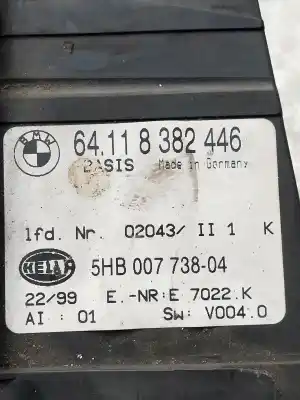 BMW
64.11 8 382 446
BASIS Made in Germany
lfd. Nr. 02043/ II 1 K
HELLA 5HB 007 738-04
22/99 E.-NR:E 7022.K
AI : 01 SW: V004.0